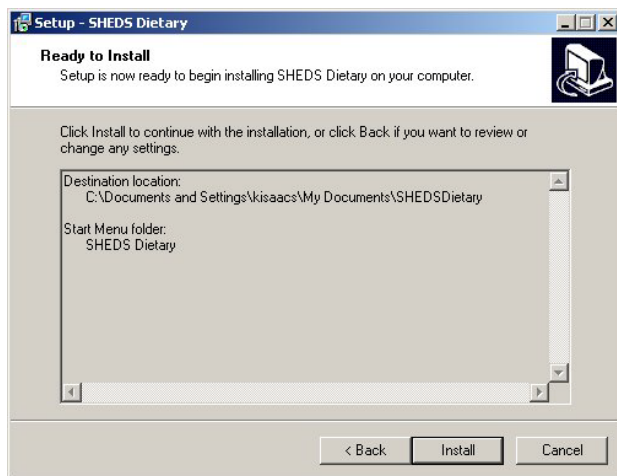 Setup - SHEDS Dietary
Ready to Install
Setup is now ready to begin installing SHEDS Dietary on your computer.
Click Install to continue with the installation, or click Back if you want to review or
change any settings.
Destination location:
C:\Documents and Settings\kisaacs\My Documents\SHEDSDietary
Start Menu folder:
SHEDS Dietary
< Back Install Cancel